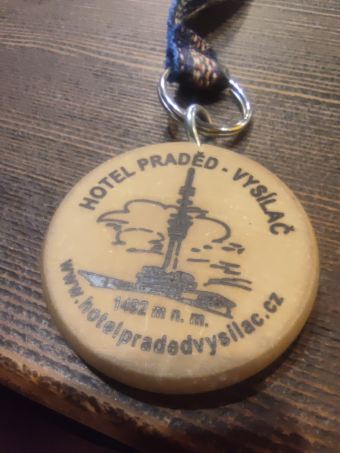 HOTEL PRADĚD - VYSÍLAČ
1492 m n. m.
www.hotelpradedvysilac.cz